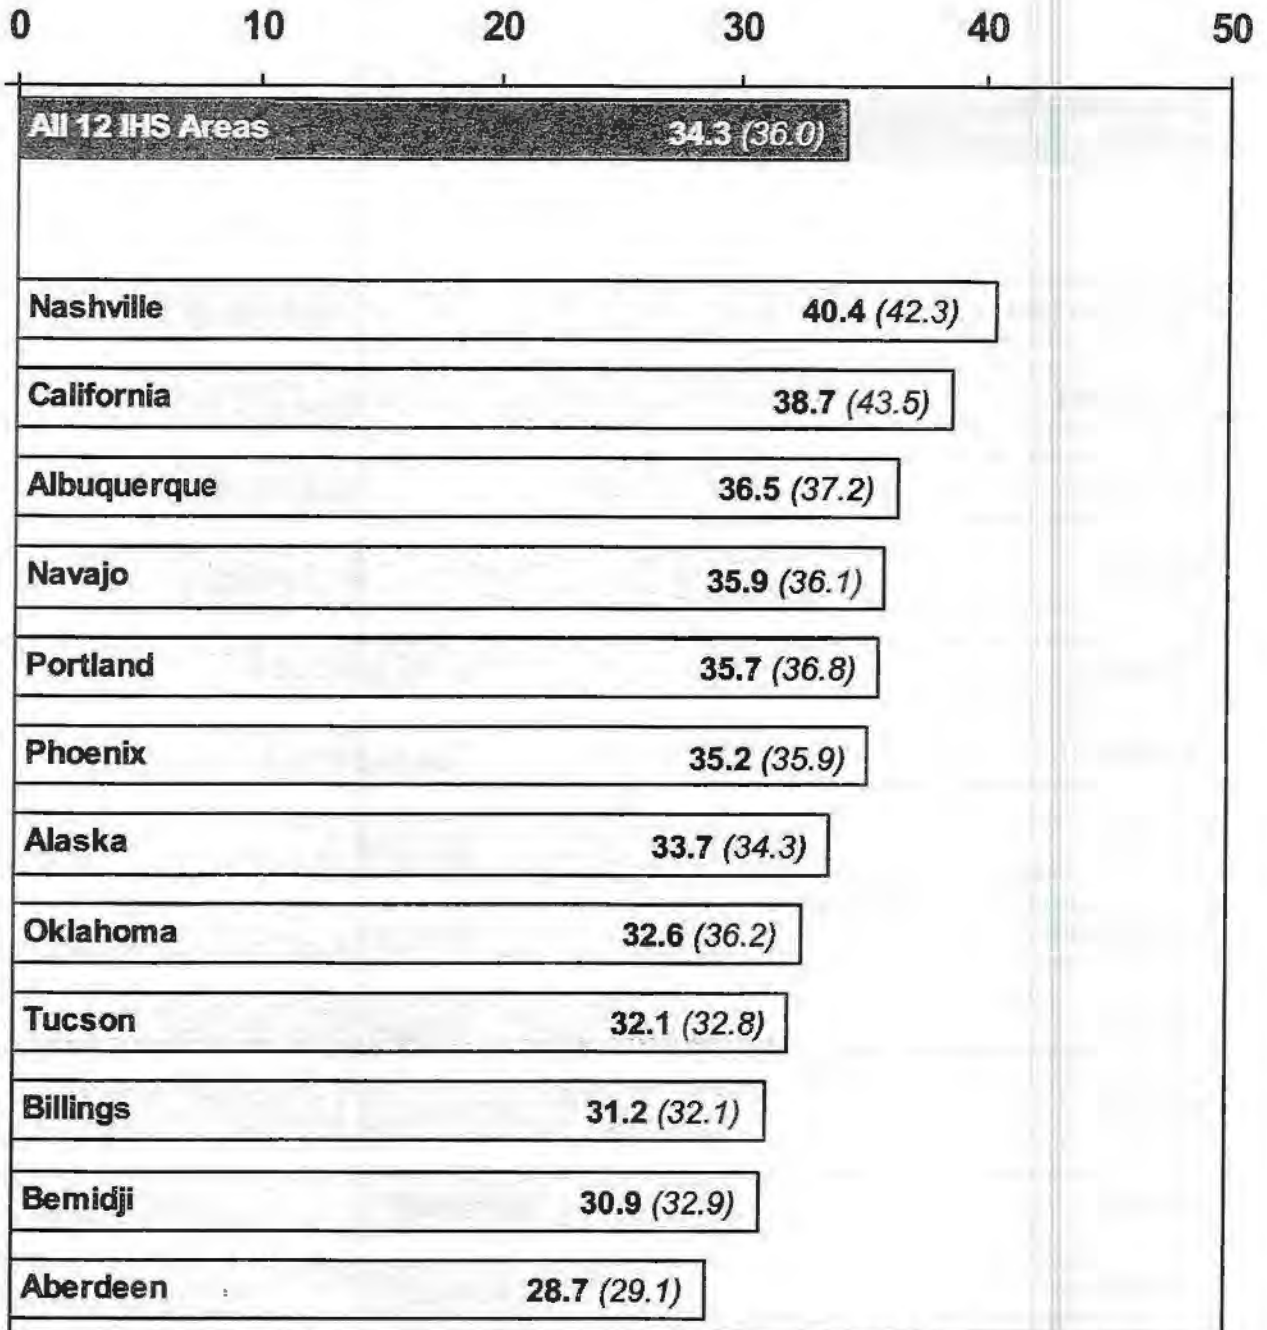 0 10 20 30 40 50
All 12 IHS Areas 34.3 (36.0)
Nashville 40.4 (42.3)
California 38.7 (43.5)
Albuquerque 36.5 (37.2)
Navajo 35.9 (36.1)
Portland 35.7 (36.8)
Phoenix 35.2 (35.9)
Alaska 33.7 (34.3)
Oklahoma 32.6 (36.2)
Tucson 32.1 (32.8)
Billings 31.2 (32.1)
Bemidji 30.9 (32.9)
Aberdeen 28.7 (29.1)